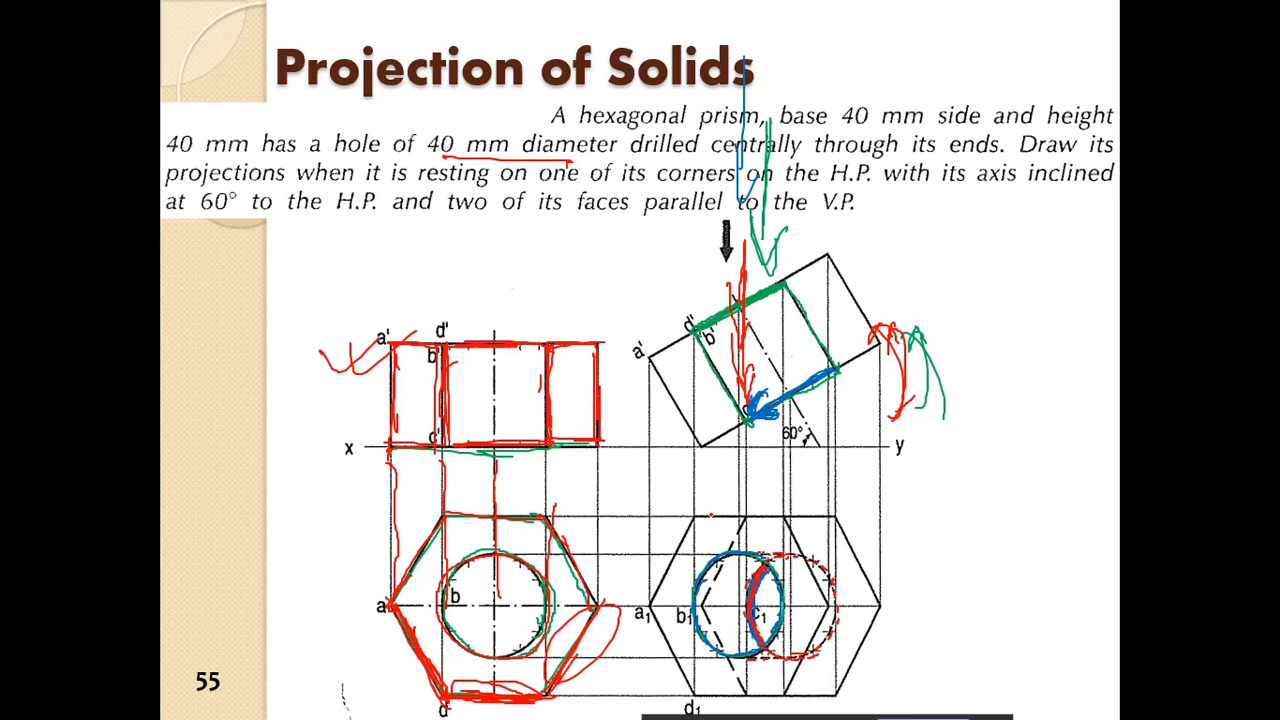 Projection of Solids
A hexagonal prism, base 40 mm side and height
40 mm has a hole of 40 mm diameter drilled centrally through its ends. Draw its
projections when it is resting on one of its corners on the H.P. with its axis inclined
at 60° to the H.P. and two of its faces parallel to the V.P.
a' d'
b'
c'
x
a b
d
a' d'
b'
60°
y
a₁ b₁ c₁
d₁
55